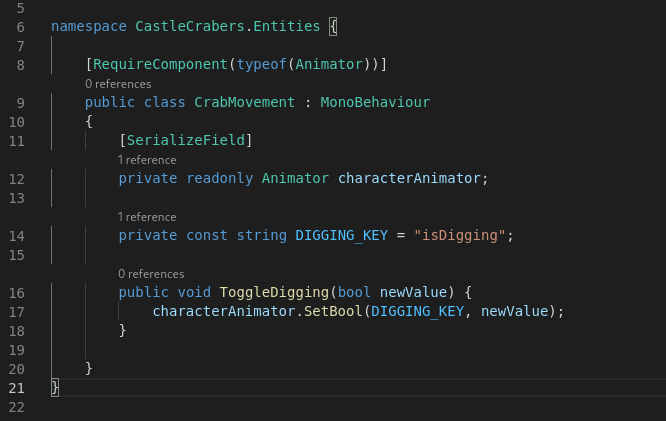 5
6 namespace CastleCrabers.Entities {
7
8 [RequireComponent(typeof(Animator))]
0 references
9 public class CrabMovement : MonoBehaviour
10 {
11 [SerializeField]
1 reference
12 private readonly Animator characterAnimator;
13
1 reference
14 private const string DIGGING_KEY = "isDigging";
15
0 references
16 public void ToggleDigging(bool newValue) {
17 characterAnimator.SetBool(DIGGING_KEY, newValue);
18 }
19
20 }
21 }
22